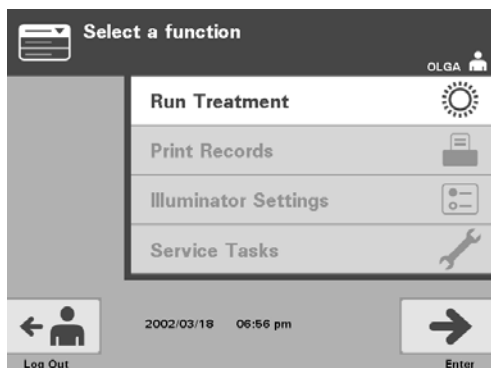 Select a function
OLGA
Run Treatment
Print Records
Illuminator Settings
Service Tasks
2002/03/18 06:56 pm
Log Out
Enter